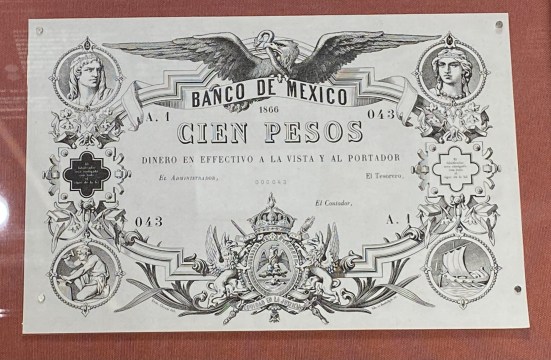 BANCO DE MEXICO
1866
A. 1
043
CIEN PESOS
DINERO EN EFFECTIVO A LA VISTA Y AL PORTADOR
El Administrador,
El Tesorero,
El Contador,
043
A. 1